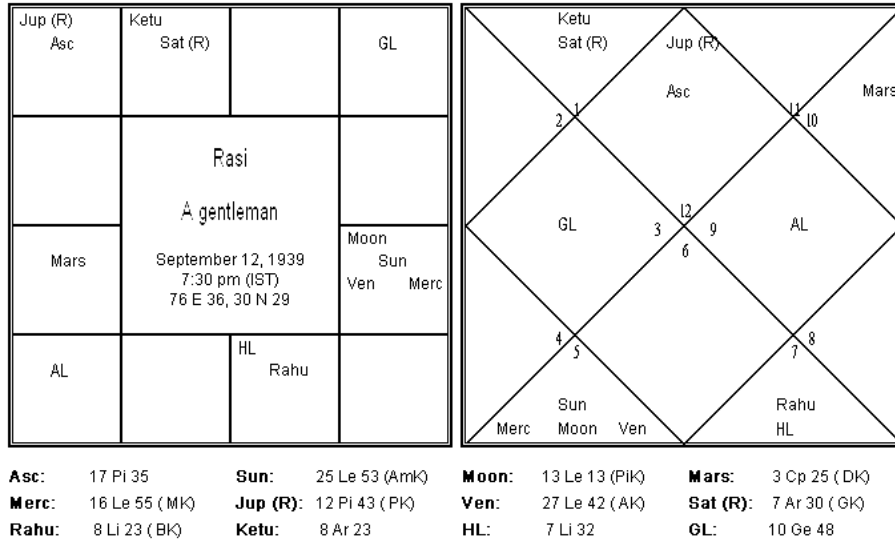 Jup (R)
Asc
Ketu
Sat (R)
GL
Mars
Rasi
A gentleman
September 12, 1939
7:30 pm (IST)
76 E 36, 30 N 29
Moon
Sun
Ven Merc
AL
HL
Rahu
Ketu
Sat (R)
Jup (R)
Asc
Mars
1
2
11
10
GL
12
3 9
6
AL
4
5
8
7
Sun
Merc Moon Ven
Rahu
HL
Asc: 17 Pi 35 Sun: 25 Le 53 (AmK) Moon: 13 Le 13 (PiK) Mars: 3 Cp 25 (DK)
Merc: 16 Le 55 (MK) Jup (R): 12 Pi 43 (PK) Ven: 27 Le 42 (AK) Sat (R): 7 Ar 30 (GK)
Rahu: 8 Li 23 (BK) Ketu: 8 Ar 23 HL: 7 Li 32 GL: 10 Ge 48